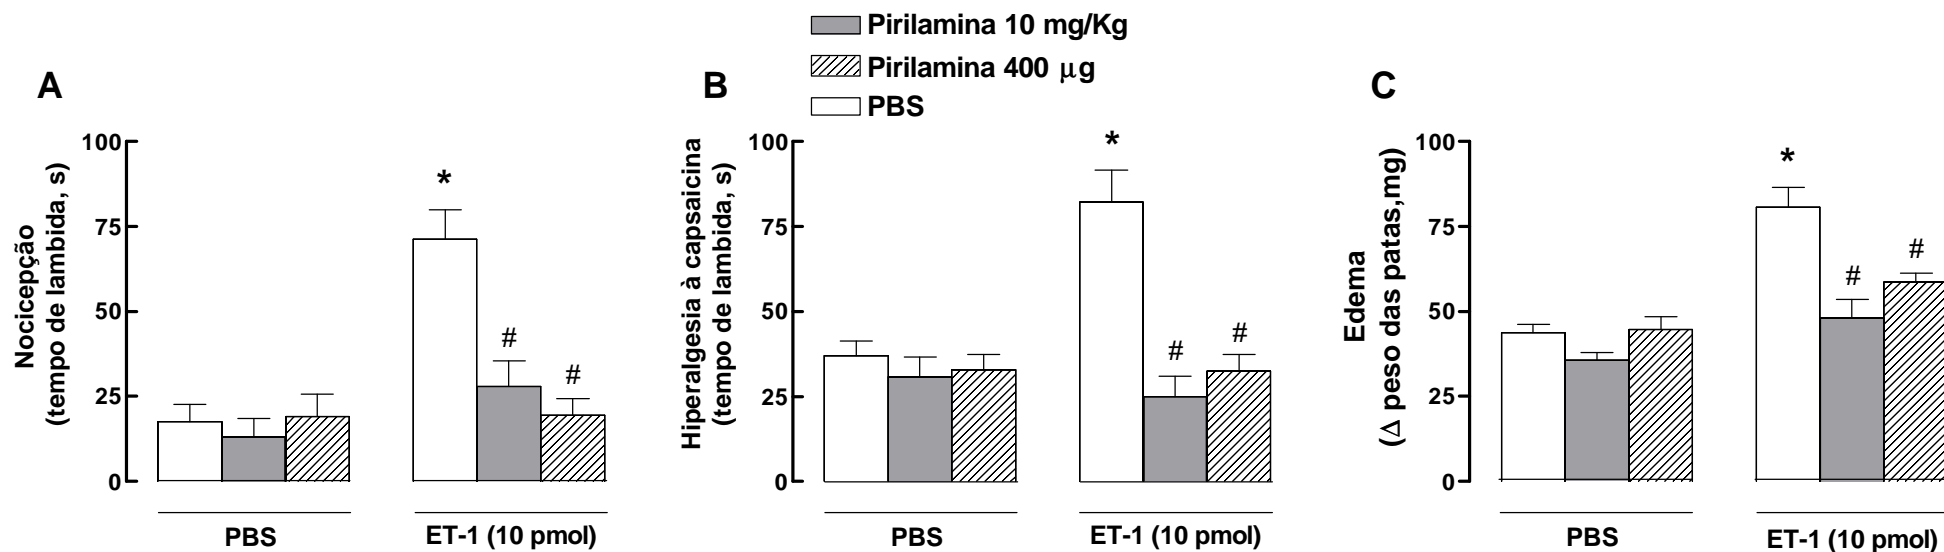 Pirilamina 10 mg/Kg
Pirilamina 400 μg
PBS
A
Nocicepção
(tempo de lambida, s)
100
75
50
25
0
*
#
#
PBS
ET-1 (10 pmol)
B
Hiperalgesia à capsaicina
(tempo de lambida, s)
100
75
50
25
0
*
#
#
PBS
ET-1 (10 pmol)
C
Edema
(Δ peso das patas,mg)
100
75
50
25
0
*
#
#
PBS
ET-1 (10 pmol)